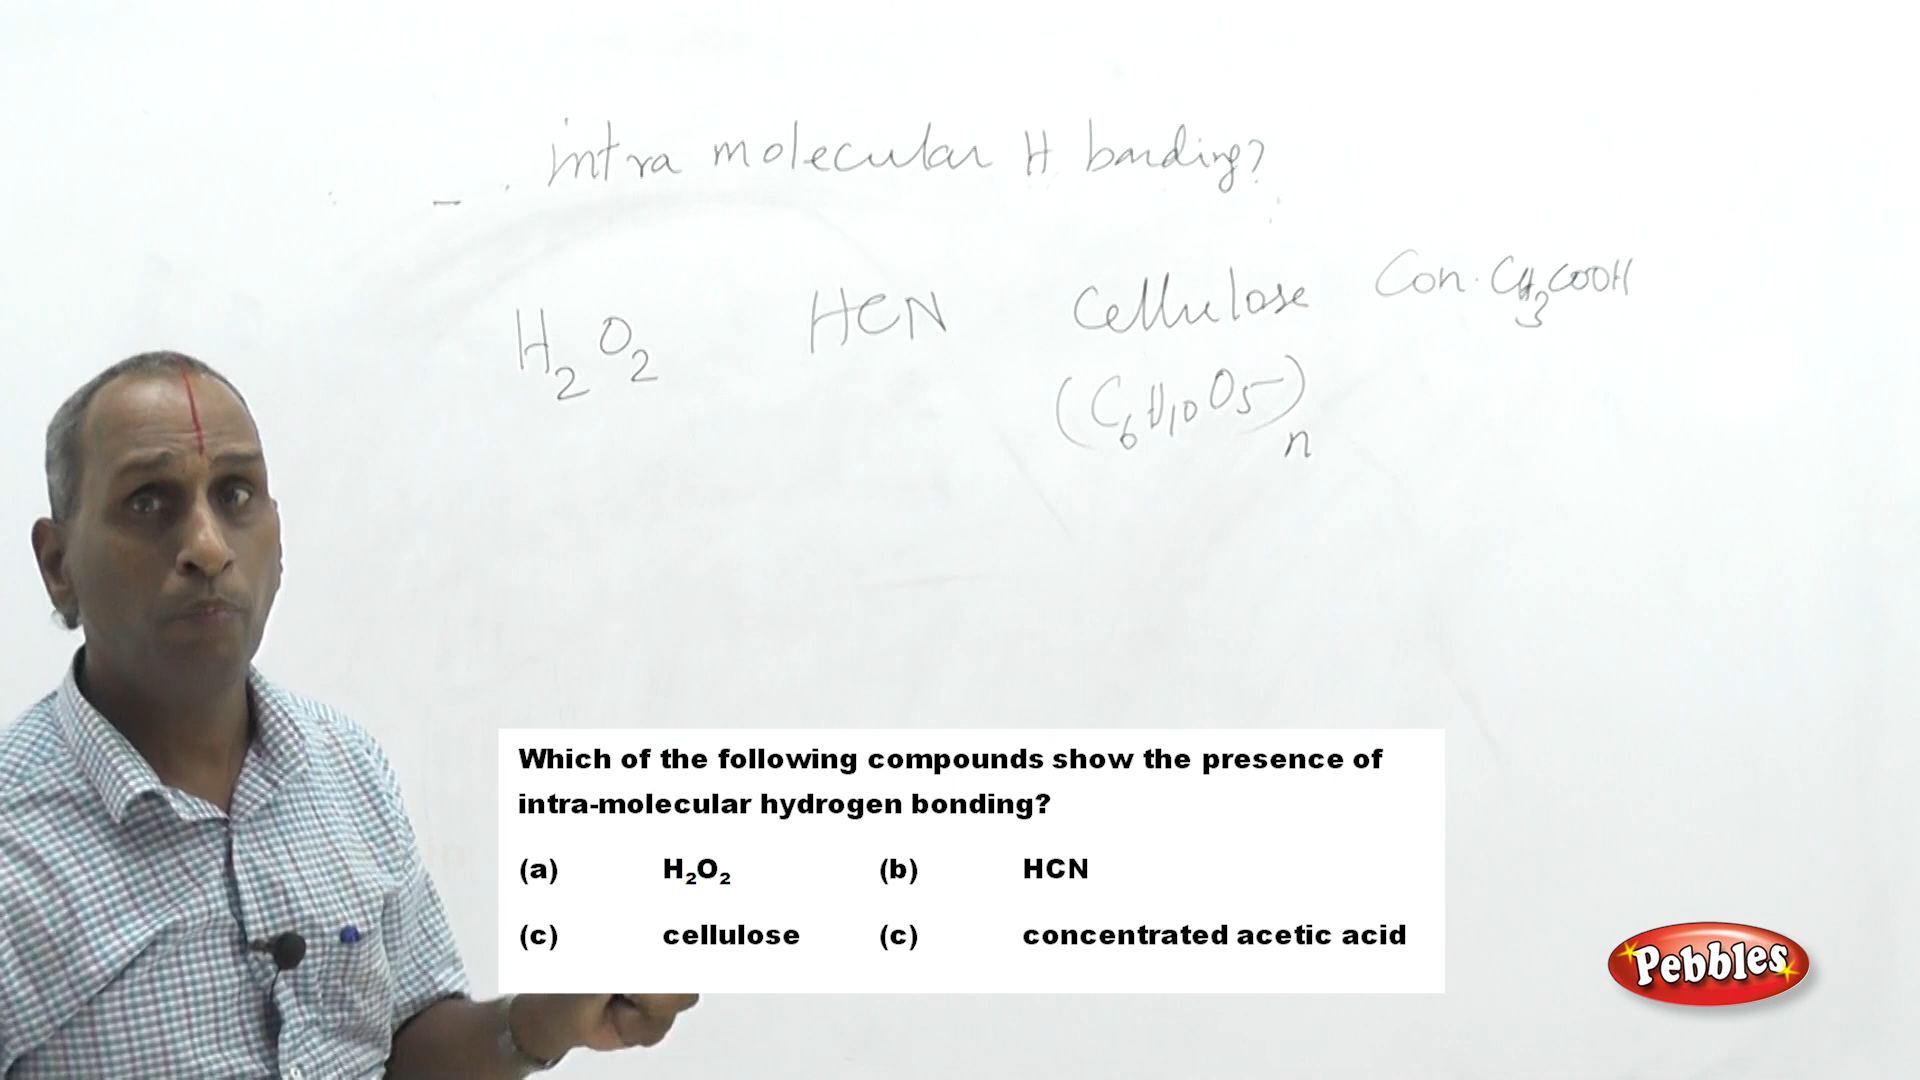 intra molecular H bonding?
H₂O₂ HCN Cellulose Con. CH₃COOH
(C₆H₁₀O₅)ₙ
Which of the following compounds show the presence of
intra-molecular hydrogen bonding?
(a) H₂O₂ (b) HCN
(c) cellulose (c) concentrated acetic acid
Pebbles